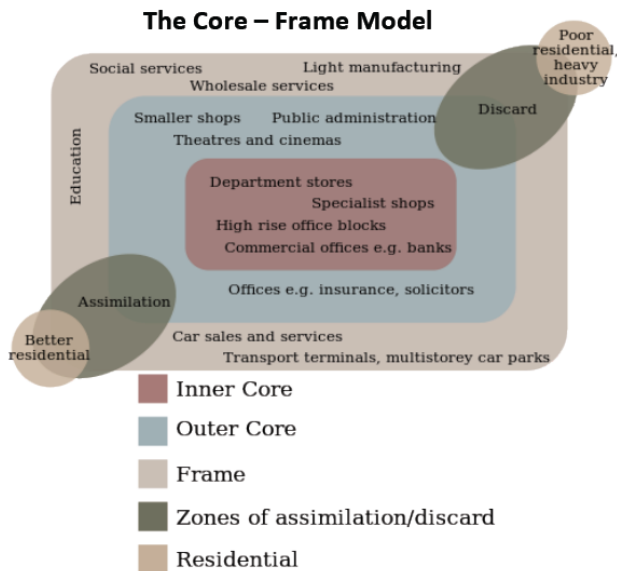 The Core – Frame Model
Poor
residential,
heavy
industry
Social services
Light manufacturing
Wholesale services
Discard
Smaller shops
Public administration
Theatres and cinemas
Education
Department stores
Specialist shops
High rise office blocks
Commercial offices e.g. banks
Offices e.g. insurance, solicitors
Assimilation
Better
residential
Car sales and services
Transport terminals, multistorey car parks
Inner Core
Outer Core
Frame
Zones of assimilation/discard
Residential